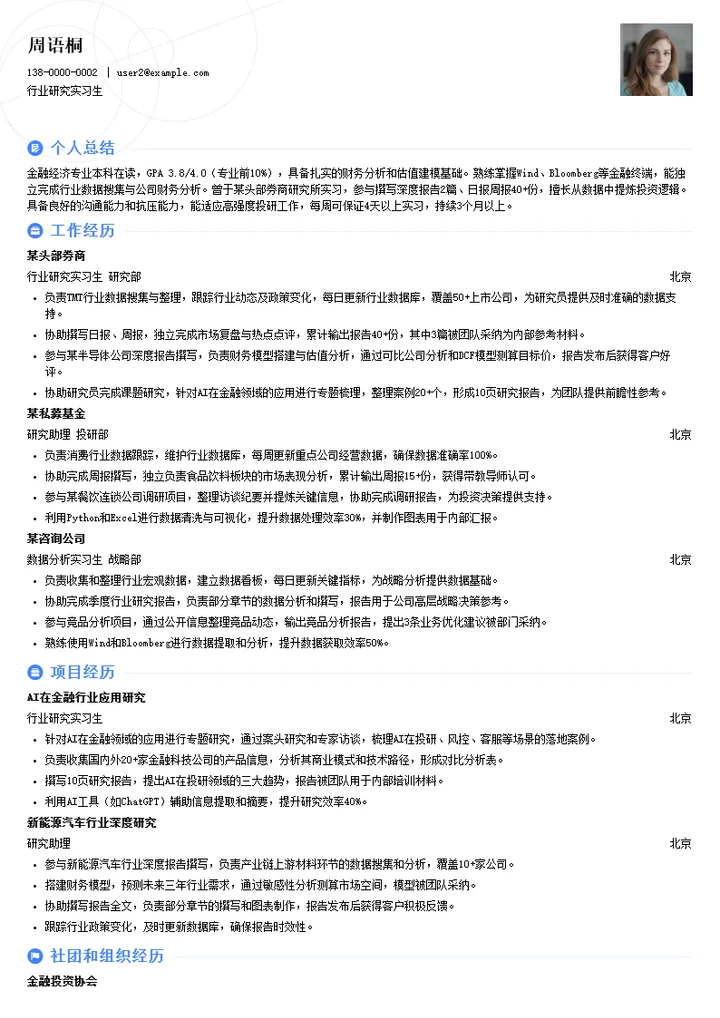 周语桐
138-0000-0002 | user2@example.com
行业研究实习生
个人总结
金融经济专业本科在读，GPA 3.8/4.0（专业前10%），具备扎实的财务分析和估值建模基础。熟练掌握Wind、Bloomberg等金融终端，能独
立完成行业数据搜集与公司财务分析。曾于某头部券商研究所实习，参与撰写深度报告2篇、日报周报40+份，擅长从数据中提炼投资逻辑。
具备良好的沟通能力和抗压能力，能适应高强度投研工作，每周可保证4天以上实习，持续3个月以上。
工作经历
某头部券商
行业研究实习生 研究部 北京
• 负责TMT行业数据搜集与整理，跟踪行业动态及政策变化，每日更新行业数据库，覆盖50+上市公司，为研究员提供及时准确的数据支
持。
• 协助撰写日报、周报，独立完成市场复盘与热点点评，累计输出报告40+份，其中3篇被团队采纳为内部参考材料。
• 参与某半导体公司深度报告撰写，负责财务模型搭建与估值分析，通过可比公司分析和DCF模型测算目标价，报告发布后获得客户好
评。
• 协助研究员完成课题研究，针对AI在金融领域的应用进行专题梳理，整理案例20+个，形成10页研究报告，为团队提供前瞻性参考。
某私募基金
研究助理 投研部 北京
• 负责消费行业数据跟踪，维护行业数据库，每周更新重点公司经营数据，确保数据准确率100%。
• 协助完成周报撰写，独立负责食品饮料板块的市场表现分析，累计输出周报15+份，获得带教导师认可。
• 参与某餐饮连锁公司调研项目，整理访谈纪要并提炼关键信息，协助完成调研报告，为投资决策提供支持。
• 利用Python和Excel进行数据清洗与可视化，提升数据处理效率30%，并制作图表用于内部汇报。
某咨询公司
数据分析实习生 战略部 北京
• 负责收集和整理行业宏观数据，建立数据看板，每日更新关键指标，为战略分析提供数据基础。
• 协助完成季度行业研究报告，负责部分章节的数据分析和撰写，报告用于公司高层战略决策参考。
• 参与竞品分析项目，通过公开信息整理竞品动态，输出竞品分析报告，提出3条业务优化建议被部门采纳。
• 熟练使用Wind和Bloomberg进行数据提取和分析，提升数据获取效率50%。
项目经历
AI在金融行业应用研究
行业研究实习生 北京
• 针对AI在金融领域的应用进行专题研究，通过案头研究和专家访谈，梳理AI在投研、风控、客服等场景的落地案例。
• 负责收集国内外20+家金融科技公司的产品信息，分析其商业模式和技术路径，形成对比分析表。
• 撰写10页研究报告，提出AI在投研领域的三大趋势，报告被团队用于内部培训材料。
• 利用AI工具（如ChatGPT）辅助信息提取和摘要，提升研究效率40%。
新能源汽车行业深度研究
研究助理 北京
• 参与新能源汽车行业深度报告撰写，负责产业链上游材料环节的数据搜集和分析，覆盖10+家公司。
• 搭建财务模型，预测未来三年行业需求，通过敏感性分析测算市场空间，模型被团队采纳。
• 协助撰写报告全文，负责部分章节的撰写和图表制作，报告发布后获得客户积极反馈。
• 跟踪行业政策变化，及时更新数据库，确保报告时效性。
社团和组织经历
金融投资协会